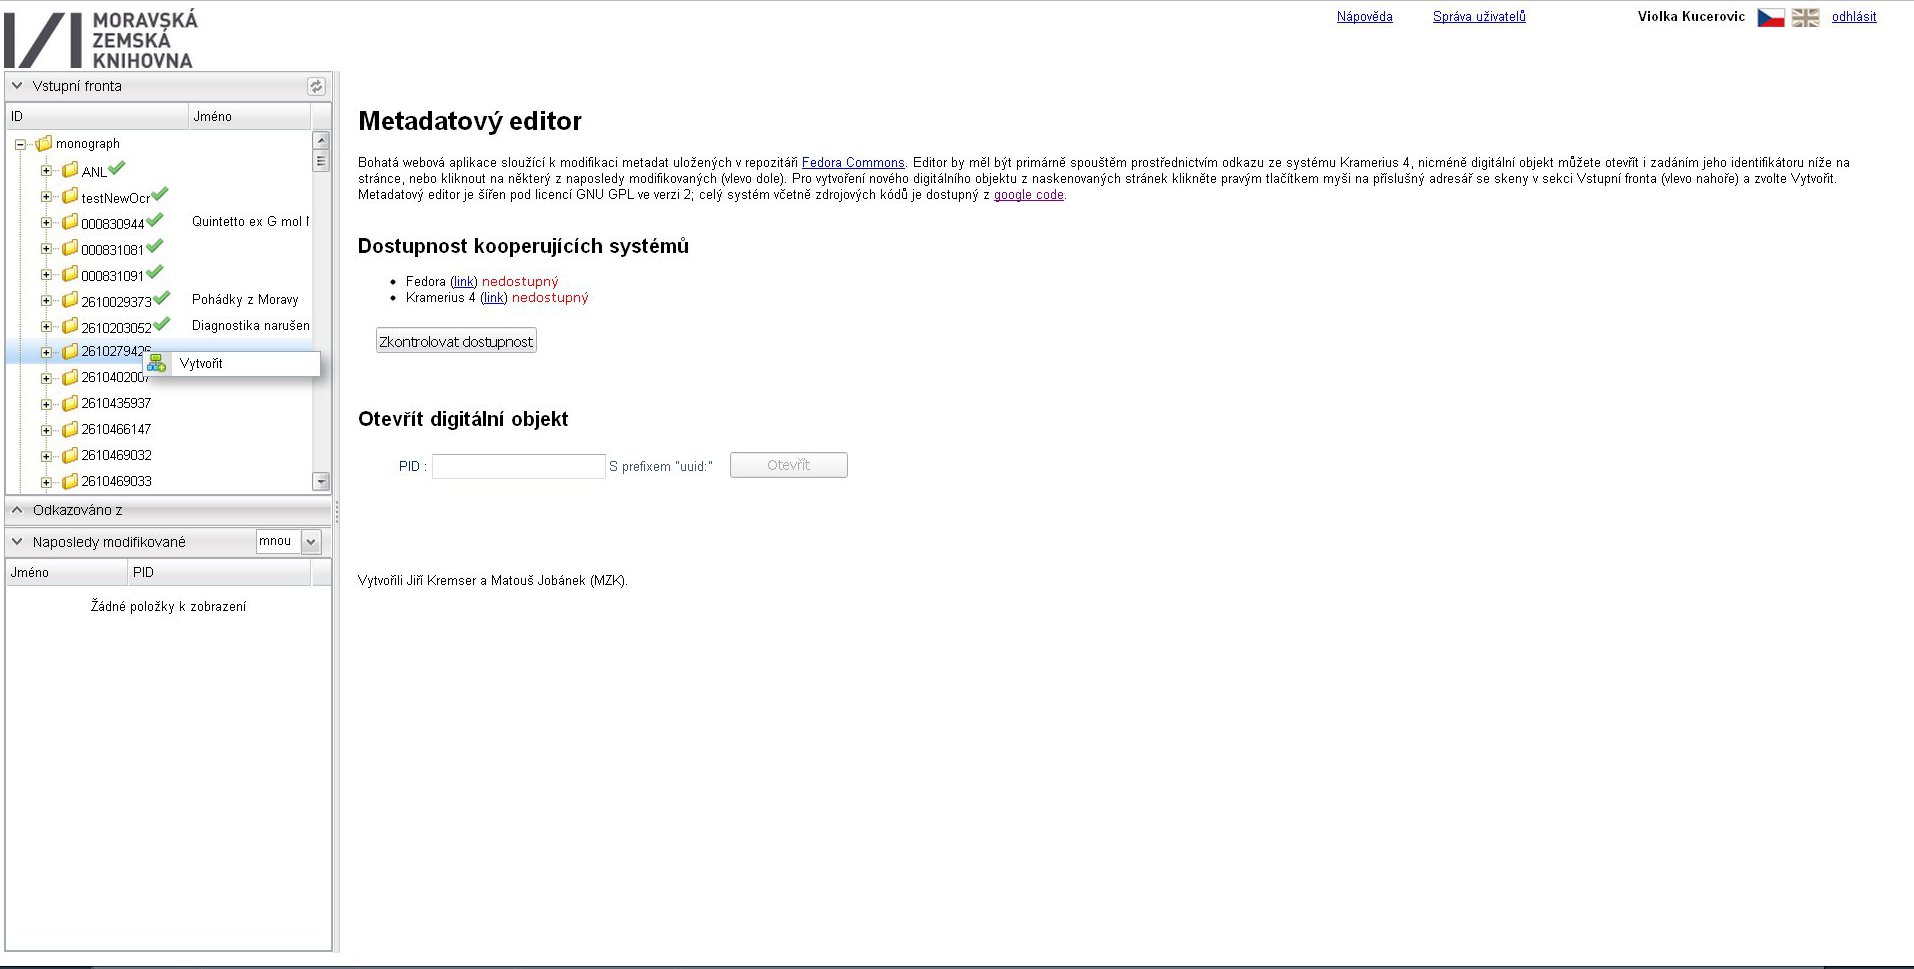 MORAVSKÁ
ZEMSKÁ
KNIHOVNA
Nápověda
Správa uživatelů
Violka Kucerovic
odhlásit
Vstupní fronta
ID
Jméno
monograph
ANL
testNewOcr
000830944
Quintetto ex G mol
000831081
000831091
2610029373
Pohádky z Moravy
2610203052
Diagnostika narušen
2610279426
Vytvořit
2610402007
2610435937
2610466147
2610469032
2610469033
Odkazováno z
Naposledy modifikované
mnou
Jméno
PID
Žádné položky k zobrazení
Metadatový editor
Bohatá webová aplikace sloužící k modifikaci metadat uložených v repozitáři Fedora Commons. Editor by měl být primárně spouštěm prostřednictvím odkazu ze systému Kramerius 4, nicméně digitální objekt můžete otevřít i zadáním jeho identifikátoru níže na
stránce, nebo kliknout na některý z naposledy modifikovaných (vlevo dole). Pro vytvoření nového digitálního objektu z naskenovaných stránek klikněte pravým tlačítkem myši na příslušný adresář se skeny v sekci Vstupní fronta (vlevo nahoře) a zvolte Vytvořit.
Metadatový editor je šířen pod licencí GNU GPL ve verzi 2; celý systém včetně zdrojových kódů je dostupný z google code.
Dostupnost kooperujících systémů
• Fedora (link) nedostupný
• Kramerius 4 (link) nedostupný
Zkontrolovat dostupnost
Otevřít digitální objekt
PID :
S prefixem "uuid:"
Otevřít
Vytvořili Jiří Kremser a Matouš Jobánek (MZK).